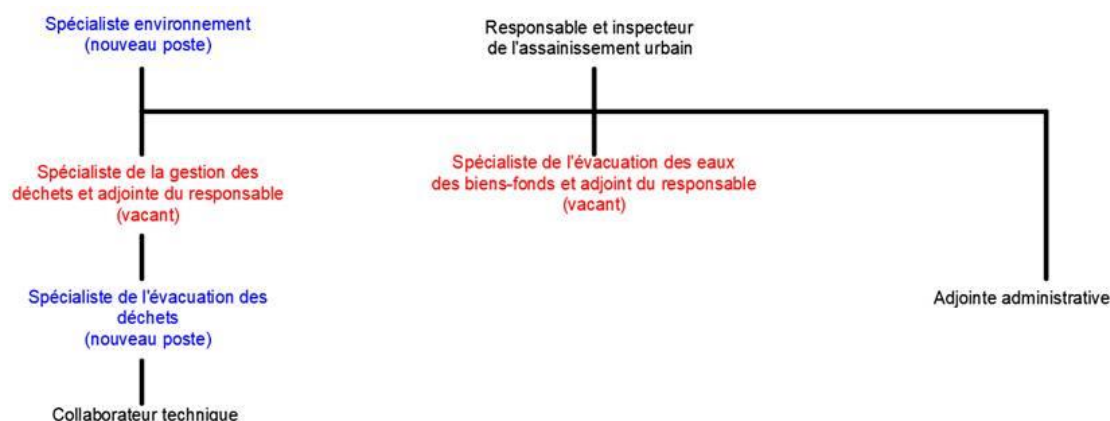 Spécialiste environnement
(nouveau poste)
Responsable et inspecteur
de l'assainissement urbain
Spécialiste de la gestion des
déchets et adjointe du responsable
(vacant)
Spécialiste de l'évacuation des eaux
des biens-fonds et adjoint du responsable
(vacant)
Spécialiste de l'évacuation des
déchets
(nouveau poste)
Adjointe administrative
Collaborateur technique